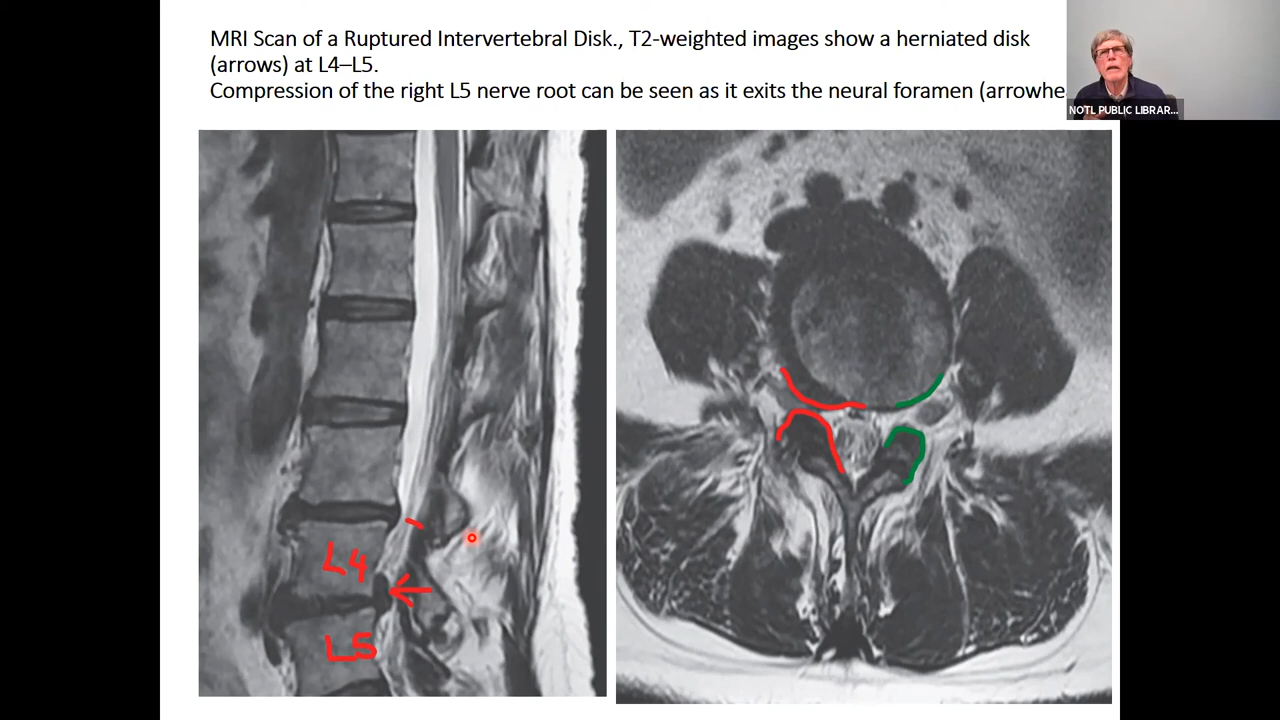 MRI Scan of a Ruptured Intervertebral Disk., T2-weighted images show a herniated disk
(arrows) at L4–L5.
Compression of the right L5 nerve root can be seen as it exits the neural foramen (arrowhe
NOTL PUBLIC LIBRAR...
L4
L5